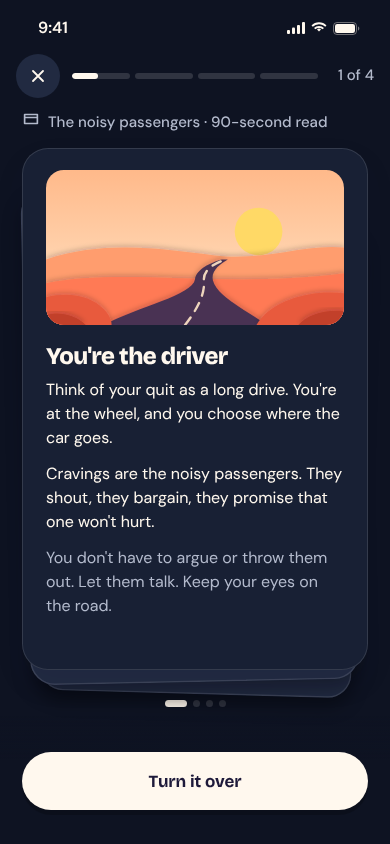 9:41
1 of 4
The noisy passengers · 90-second read
You're the driver
Think of your quit as a long drive. You're
at the wheel, and you choose where the
car goes.
Cravings are the noisy passengers. They
shout, they bargain, they promise that
one won't hurt.
You don't have to argue or throw them
out. Let them talk. Keep your eyes on
the road.
Turn it over